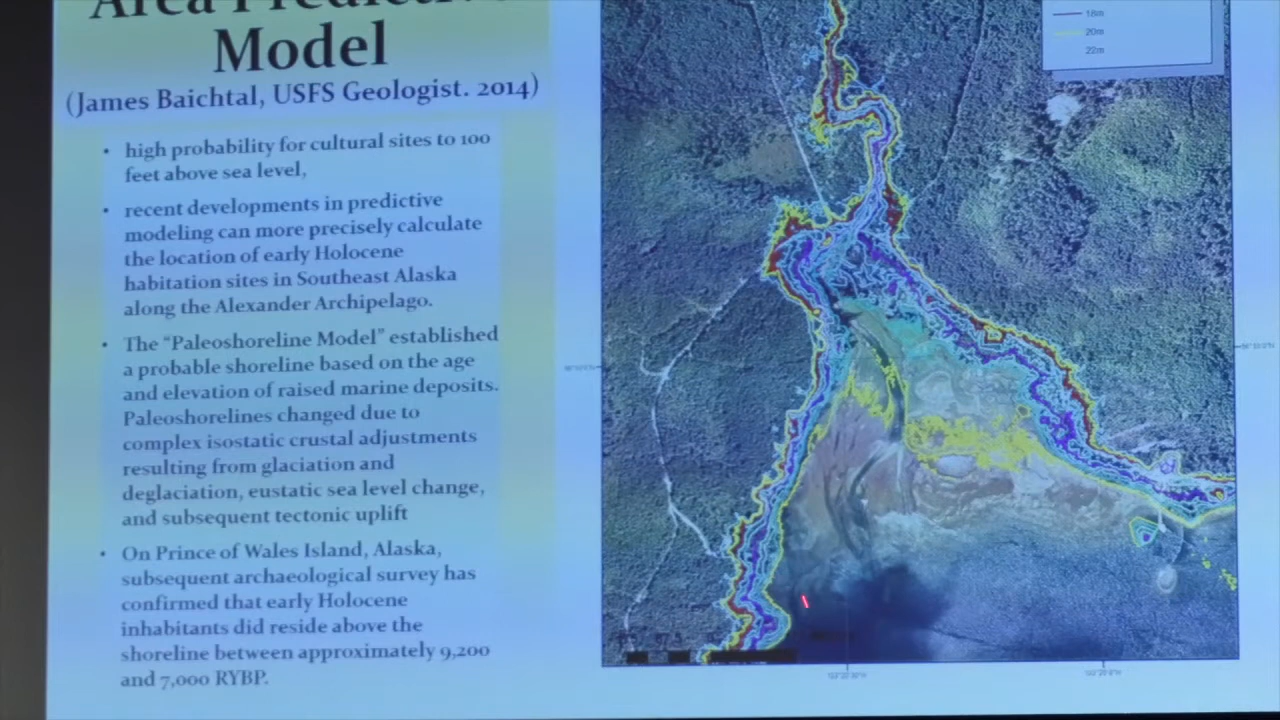 Area Predictive
Model
(James Baichtal, USFS Geologist. 2014)
• high probability for cultural sites to 100
feet above sea level,
• recent developments in predictive
modeling can more precisely calculate
the location of early Holocene
habitation sites in Southeast Alaska
along the Alexander Archipelago.
• The “Paleoshoreline Model” established
a probable shoreline based on the age
and elevation of raised marine deposits.
Paleoshorelines changed due to
complex isostatic crustal adjustments
resulting from glaciation and
deglaciation, eustatic sea level change,
and subsequent tectonic uplift
• On Prince of Wales Island, Alaska,
subsequent archaeological survey has
confirmed that early Holocene
inhabitants did reside above the
shoreline between approximately 9,200
and 7,000 RYBP.
18m
20m
22m